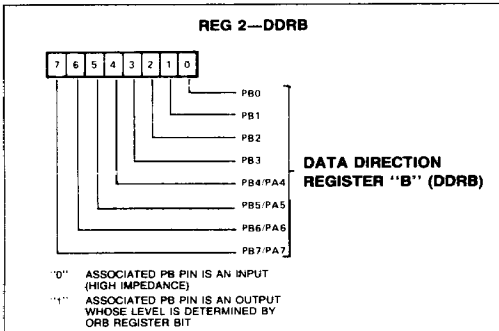 REG 2—DDRB
7 6 5 4 3 2 1 0
PB0
PB1
PB2
PB3
PB4/PA4
PB5/PA5
PB6/PA6
PB7/PA7
DATA DIRECTION
REGISTER "B" (DDRB)
"0" ASSOCIATED PB PIN IS AN INPUT
(HIGH IMPEDANCE)
"1" ASSOCIATED PB PIN IS AN OUTPUT
WHOSE LEVEL IS DETERMINED BY
ORB REGISTER BIT